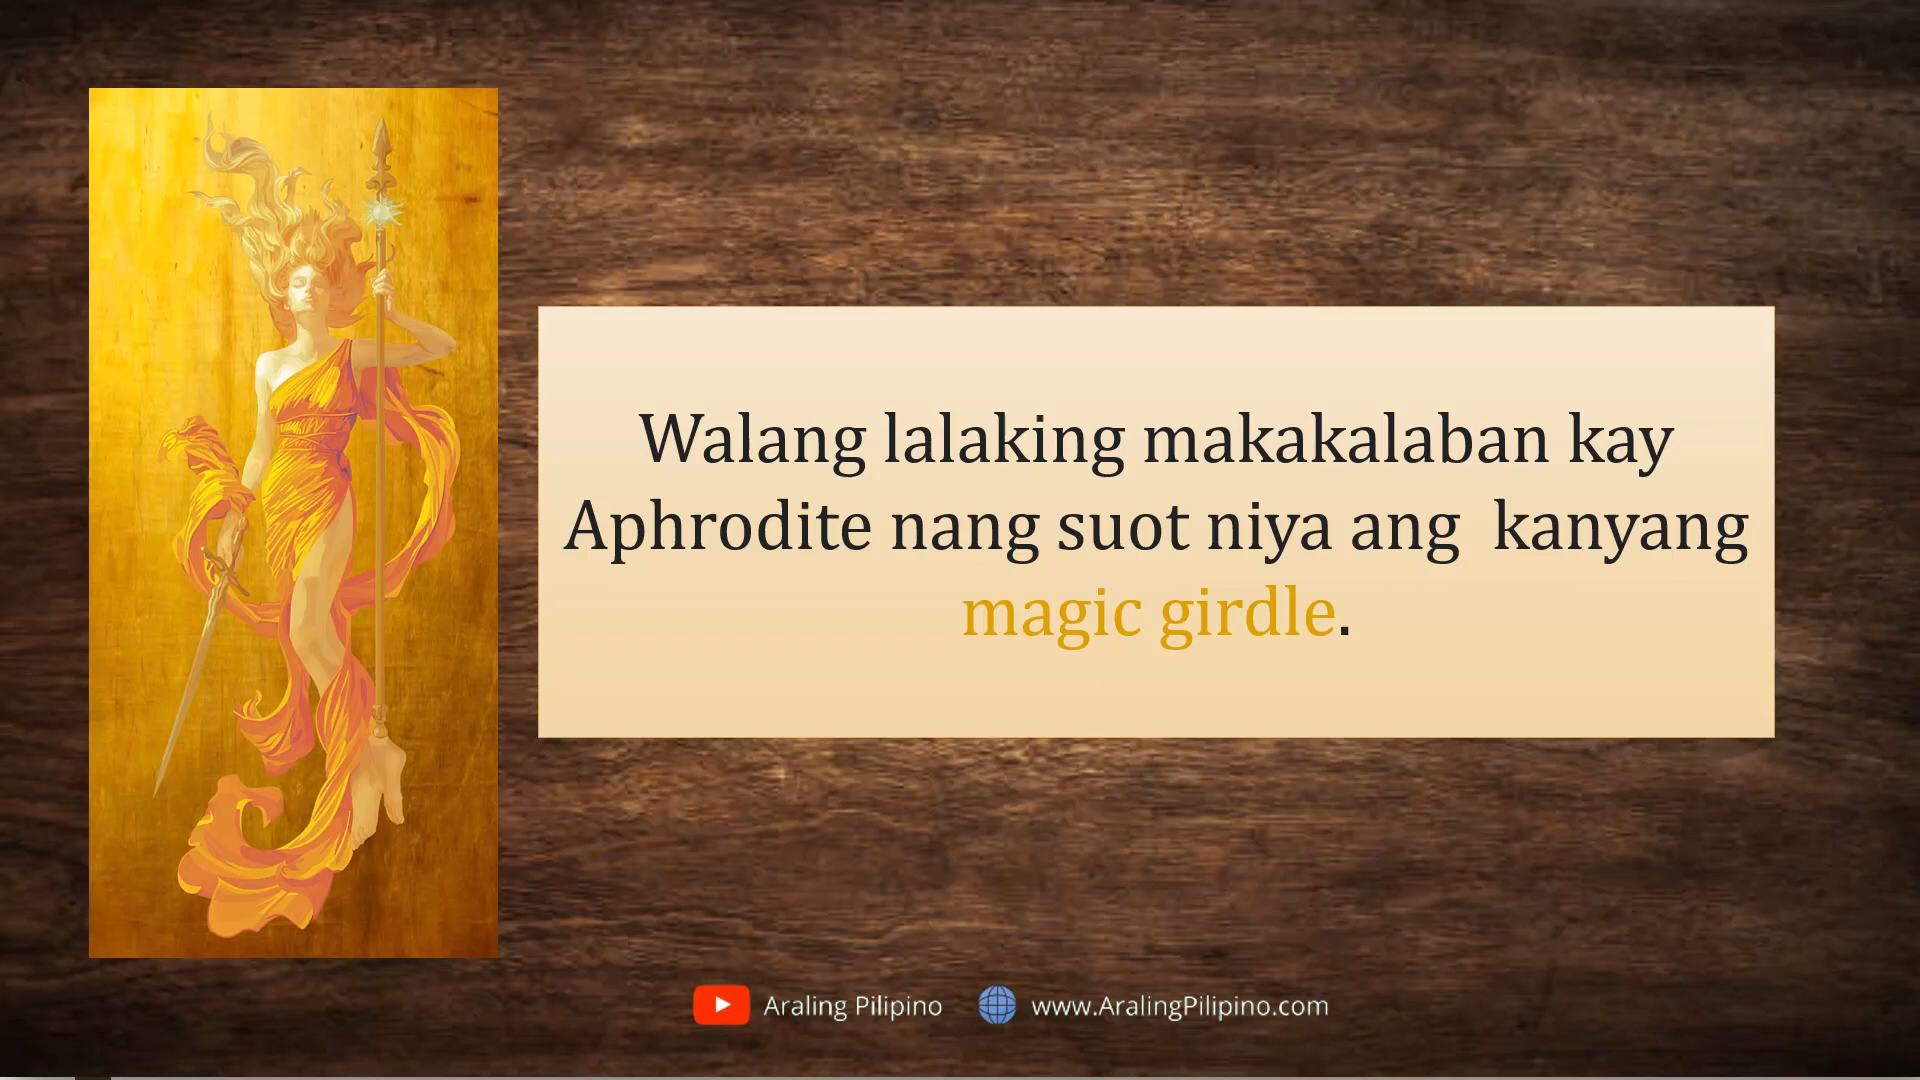 Walang lalaking makakalaban kay
Aphrodite nang suot niya ang  kanyang
magic girdle.
Araling Pilipino
www.AralingPilipino.com